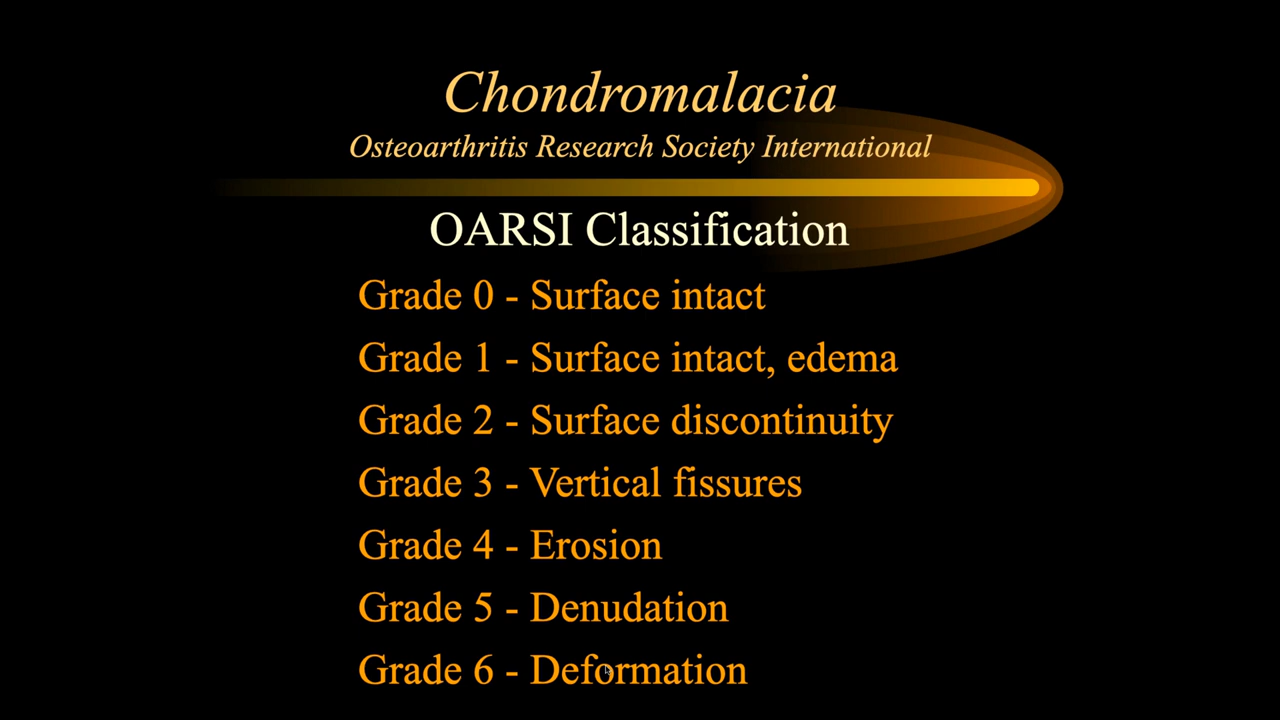 Chondromalacia
Osteoarthritis Research Society International
OARSI Classification
Grade 0 - Surface intact
Grade 1 - Surface intact, edema
Grade 2 - Surface discontinuity
Grade 3 - Vertical fissures
Grade 4 - Erosion
Grade 5 - Denudation
Grade 6 - Deformation